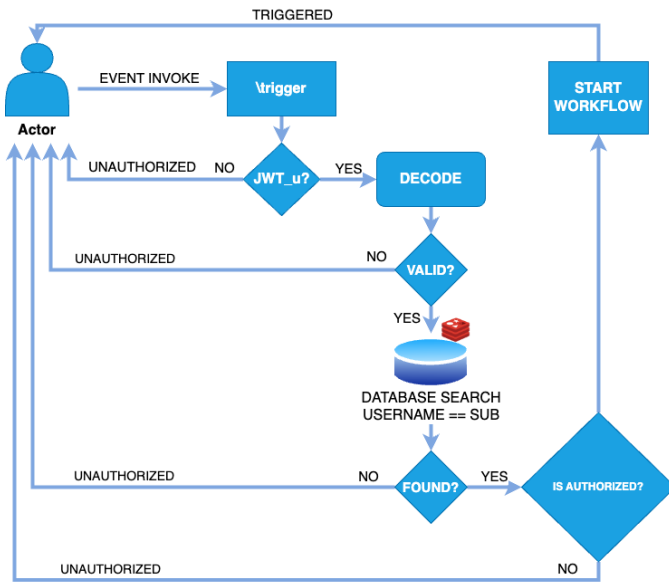 TRIGGERED
EVENT INVOKE
\trigger
START
WORKFLOW
Actor
UNAUTHORIZED
NO
JWT_u?
YES
DECODE
UNAUTHORIZED
NO
VALID?
YES
DATABASE SEARCH
USERNAME == SUB
UNAUTHORIZED
NO
FOUND?
YES
IS AUTHORIZED?
UNAUTHORIZED
NO